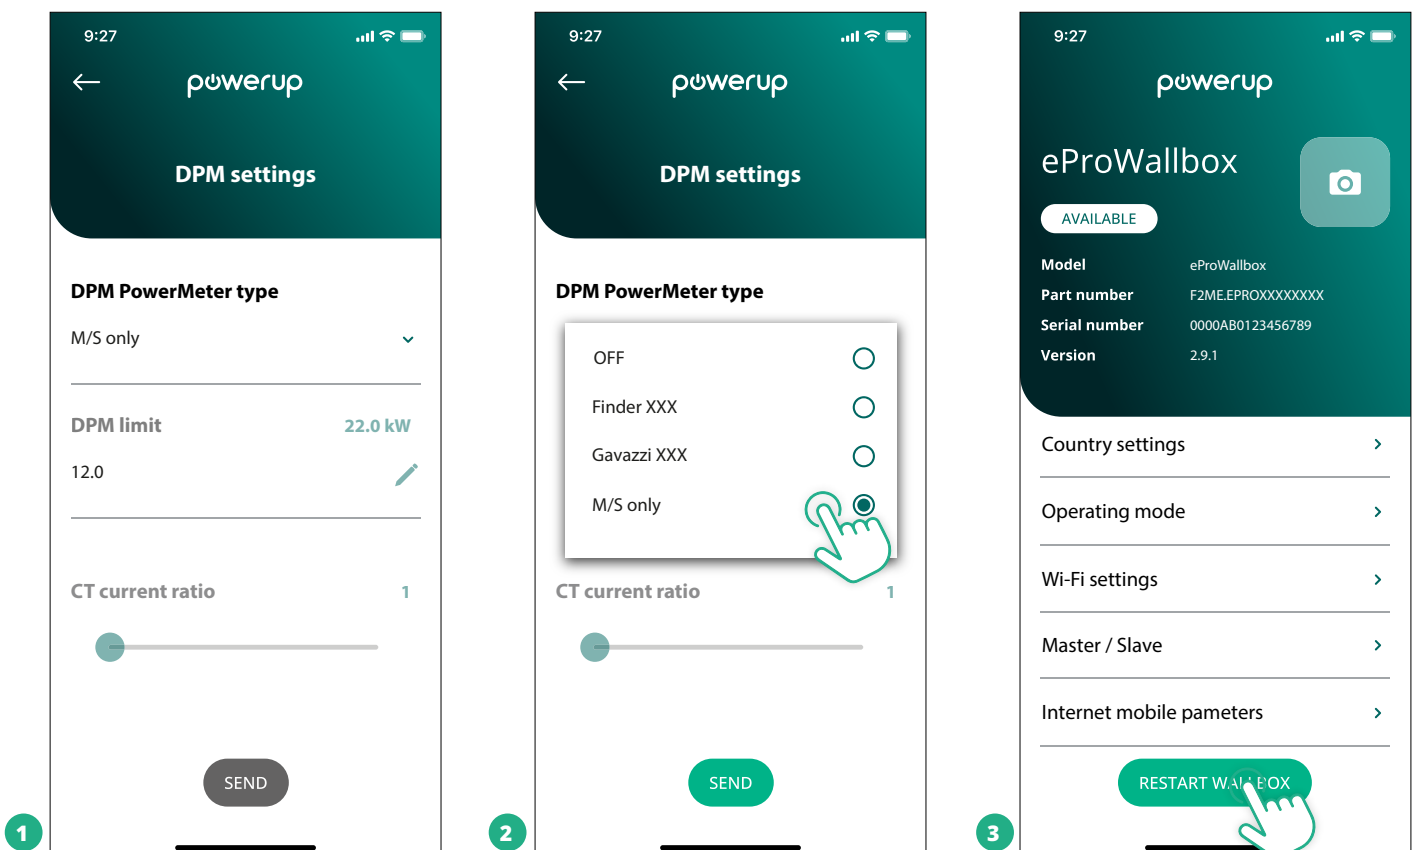 9:27
powerup
DPM settings
DPM PowerMeter type
M/S only
DPM limit 22.0 kW
12.0
CT current ratio 1
SEND
1
9:27
powerup
DPM settings
DPM PowerMeter type
OFF
Finder XXX
Gavazzi XXX
M/S only
CT current ratio 1
SEND
2
9:27
powerup
eProWallbox
AVAILABLE
Model eProWallbox
Part number F2ME.EPROXXXXXXXX
Serial number 0000AB0123456789
Version 2.9.1
Country settings
Operating mode
Wi-Fi settings
Master / Slave
Internet mobile pameters
RESTART WALLBOX
3